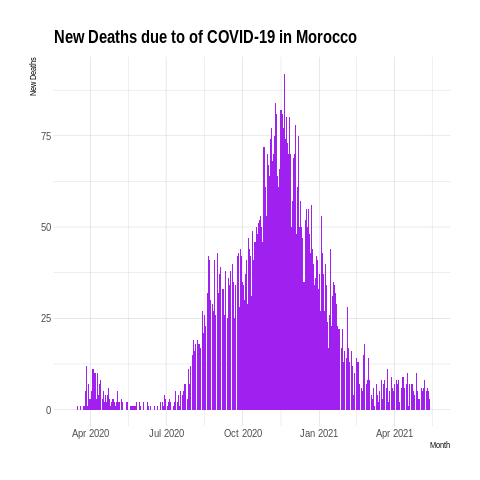 New Deaths due to of COVID-19 in Morocco
New Deaths
75
50
25
0
Apr 2020 Jul 2020 Oct 2020 Jan 2021 Apr 2021
Month